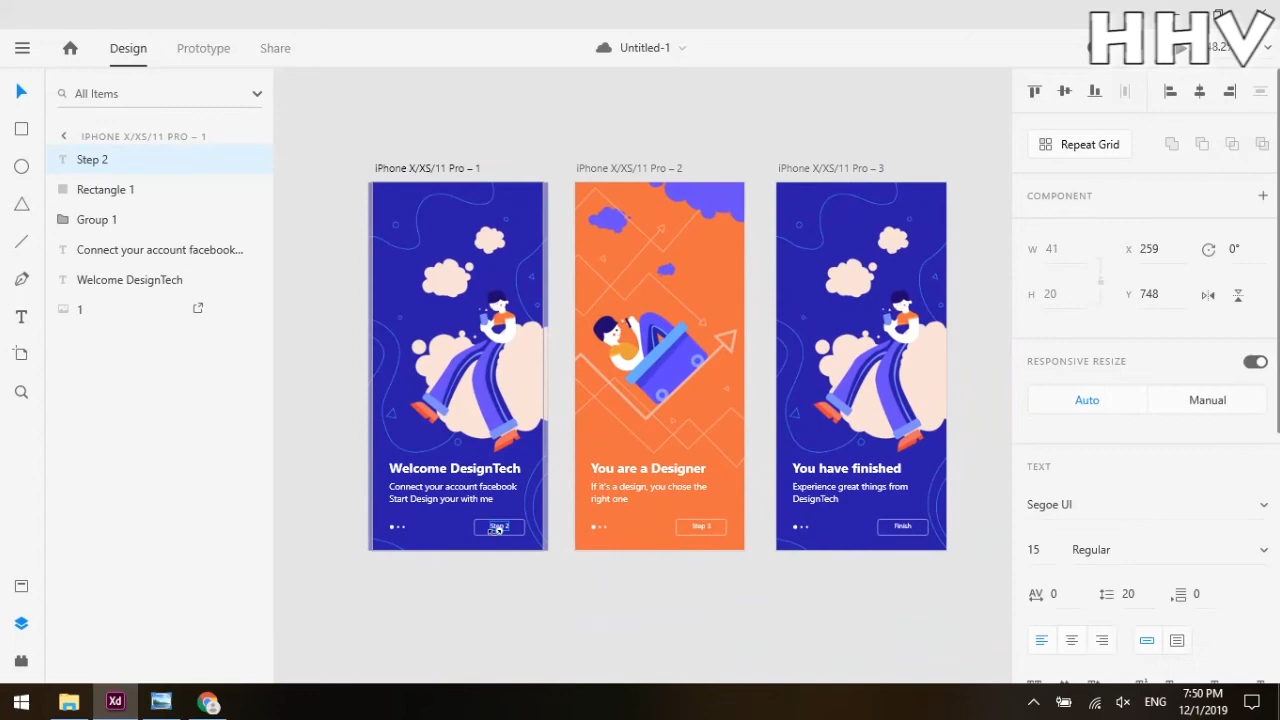 HHV
Design
Prototype
Share
Untitled-1
All Items
IPHONE X/XS/11 PRO – 1
Step 2
Rectangle 1
Group 1
Connect your account facebook...
Welcome DesignTech
1
iPhone X/XS/11 Pro – 1
iPhone X/XS/11 Pro – 2
iPhone X/XS/11 Pro – 3
Welcome DesignTech
Connect your account facebook
Start Design your with me
Step 2
You are a Designer
If it's a design, you chose the
right one
Step 3
You have finished
Experience great things from
DesignTech
Finish
Repeat Grid
COMPONENT
W 41
X 259
0°
H 20
Y 748
RESPONSIVE RESIZE
Auto
Manual
TEXT
Segoe UI
15
Regular
AV 0
20
0
T
Xd
ENG
7:50 PM
12/1/2019